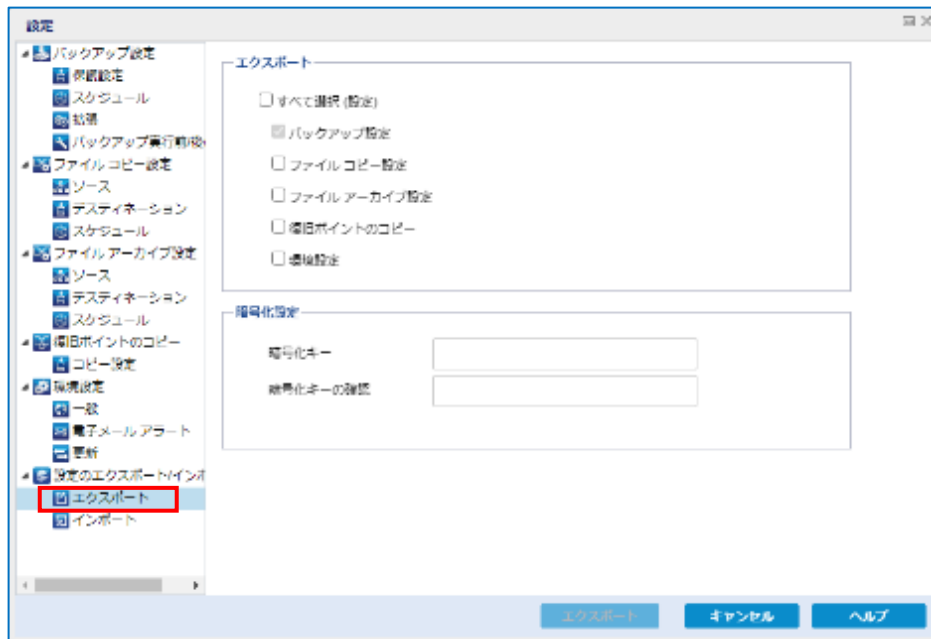 設定
バックアップ設定
保護設定
スケジュール
拡張
バックアップ実行前/後
ファイル コピー設定
ソース
デスティネーション
スケジュール
ファイル アーカイブ設定
ソース
デスティネーション
スケジュール
復旧ポイントのコピー
コピー設定
環境設定
一般
電子メール アラート
更新
設定のエクスポート/インポ
エクスポート
インポート
エクスポート
すべて選択 (設定)
バックアップ設定
ファイル コピー設定
ファイル アーカイブ設定
復旧ポイントのコピー
環境設定
暗号化設定
暗号化キー
暗号化キーの確認
エクスポート
キャンセル
ヘルプ